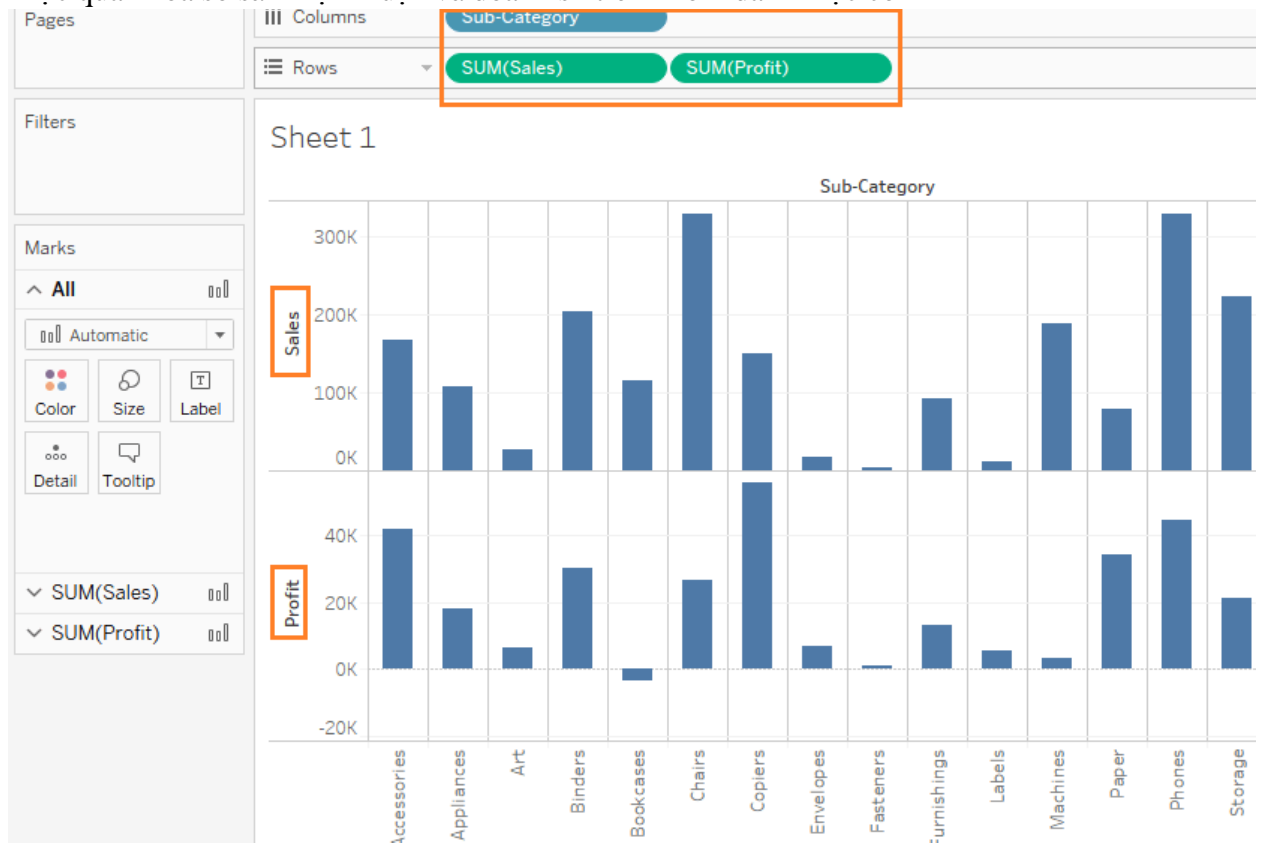 Pages
Columns
Sub-Category
Rows
SUM(Sales)
SUM(Profit)
Filters
Sheet 1
Sub-Category
Marks
All
Automatic
Color
Size
T
Label
Detail
Tooltip
SUM(Sales)
SUM(Profit)
Sales
300K
200K
100K
0K
Profit
40K
20K
0K
-20K
Accessories
Appliances
Art
Binders
Bookcases
Chairs
Copiers
Envelopes
Fasteners
Furnishings
Labels
Machines
Paper
Phones
Storage